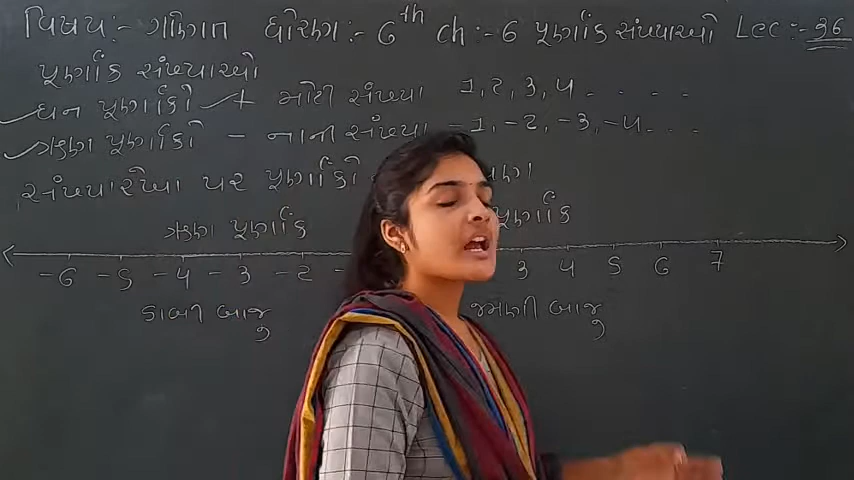 વિષય:- ગણિત ધોરણ:- 6th ch:- 6 પૂર્ણાંક સંખ્યાઓ Lec:- 36
પૂર્ણાંક સંખ્યાઓ
✓ ધન પૂર્ણાંકો ✓ + મોટી સંખ્યા 1, 2, 3, 4 . . . .
✓ ઋણ પૂર્ણાંકો - નાની સંખ્યા -1, -2, -3, -4 . . . .
સંખ્યારેખા પર પૂર્ણાંકો
ઋણ પૂર્ણાંક પૂર્ણાંક
-6 -5 -4 -3 -2 3 4 5 6 7
ડાબી બાજુ જમણી બાજુ